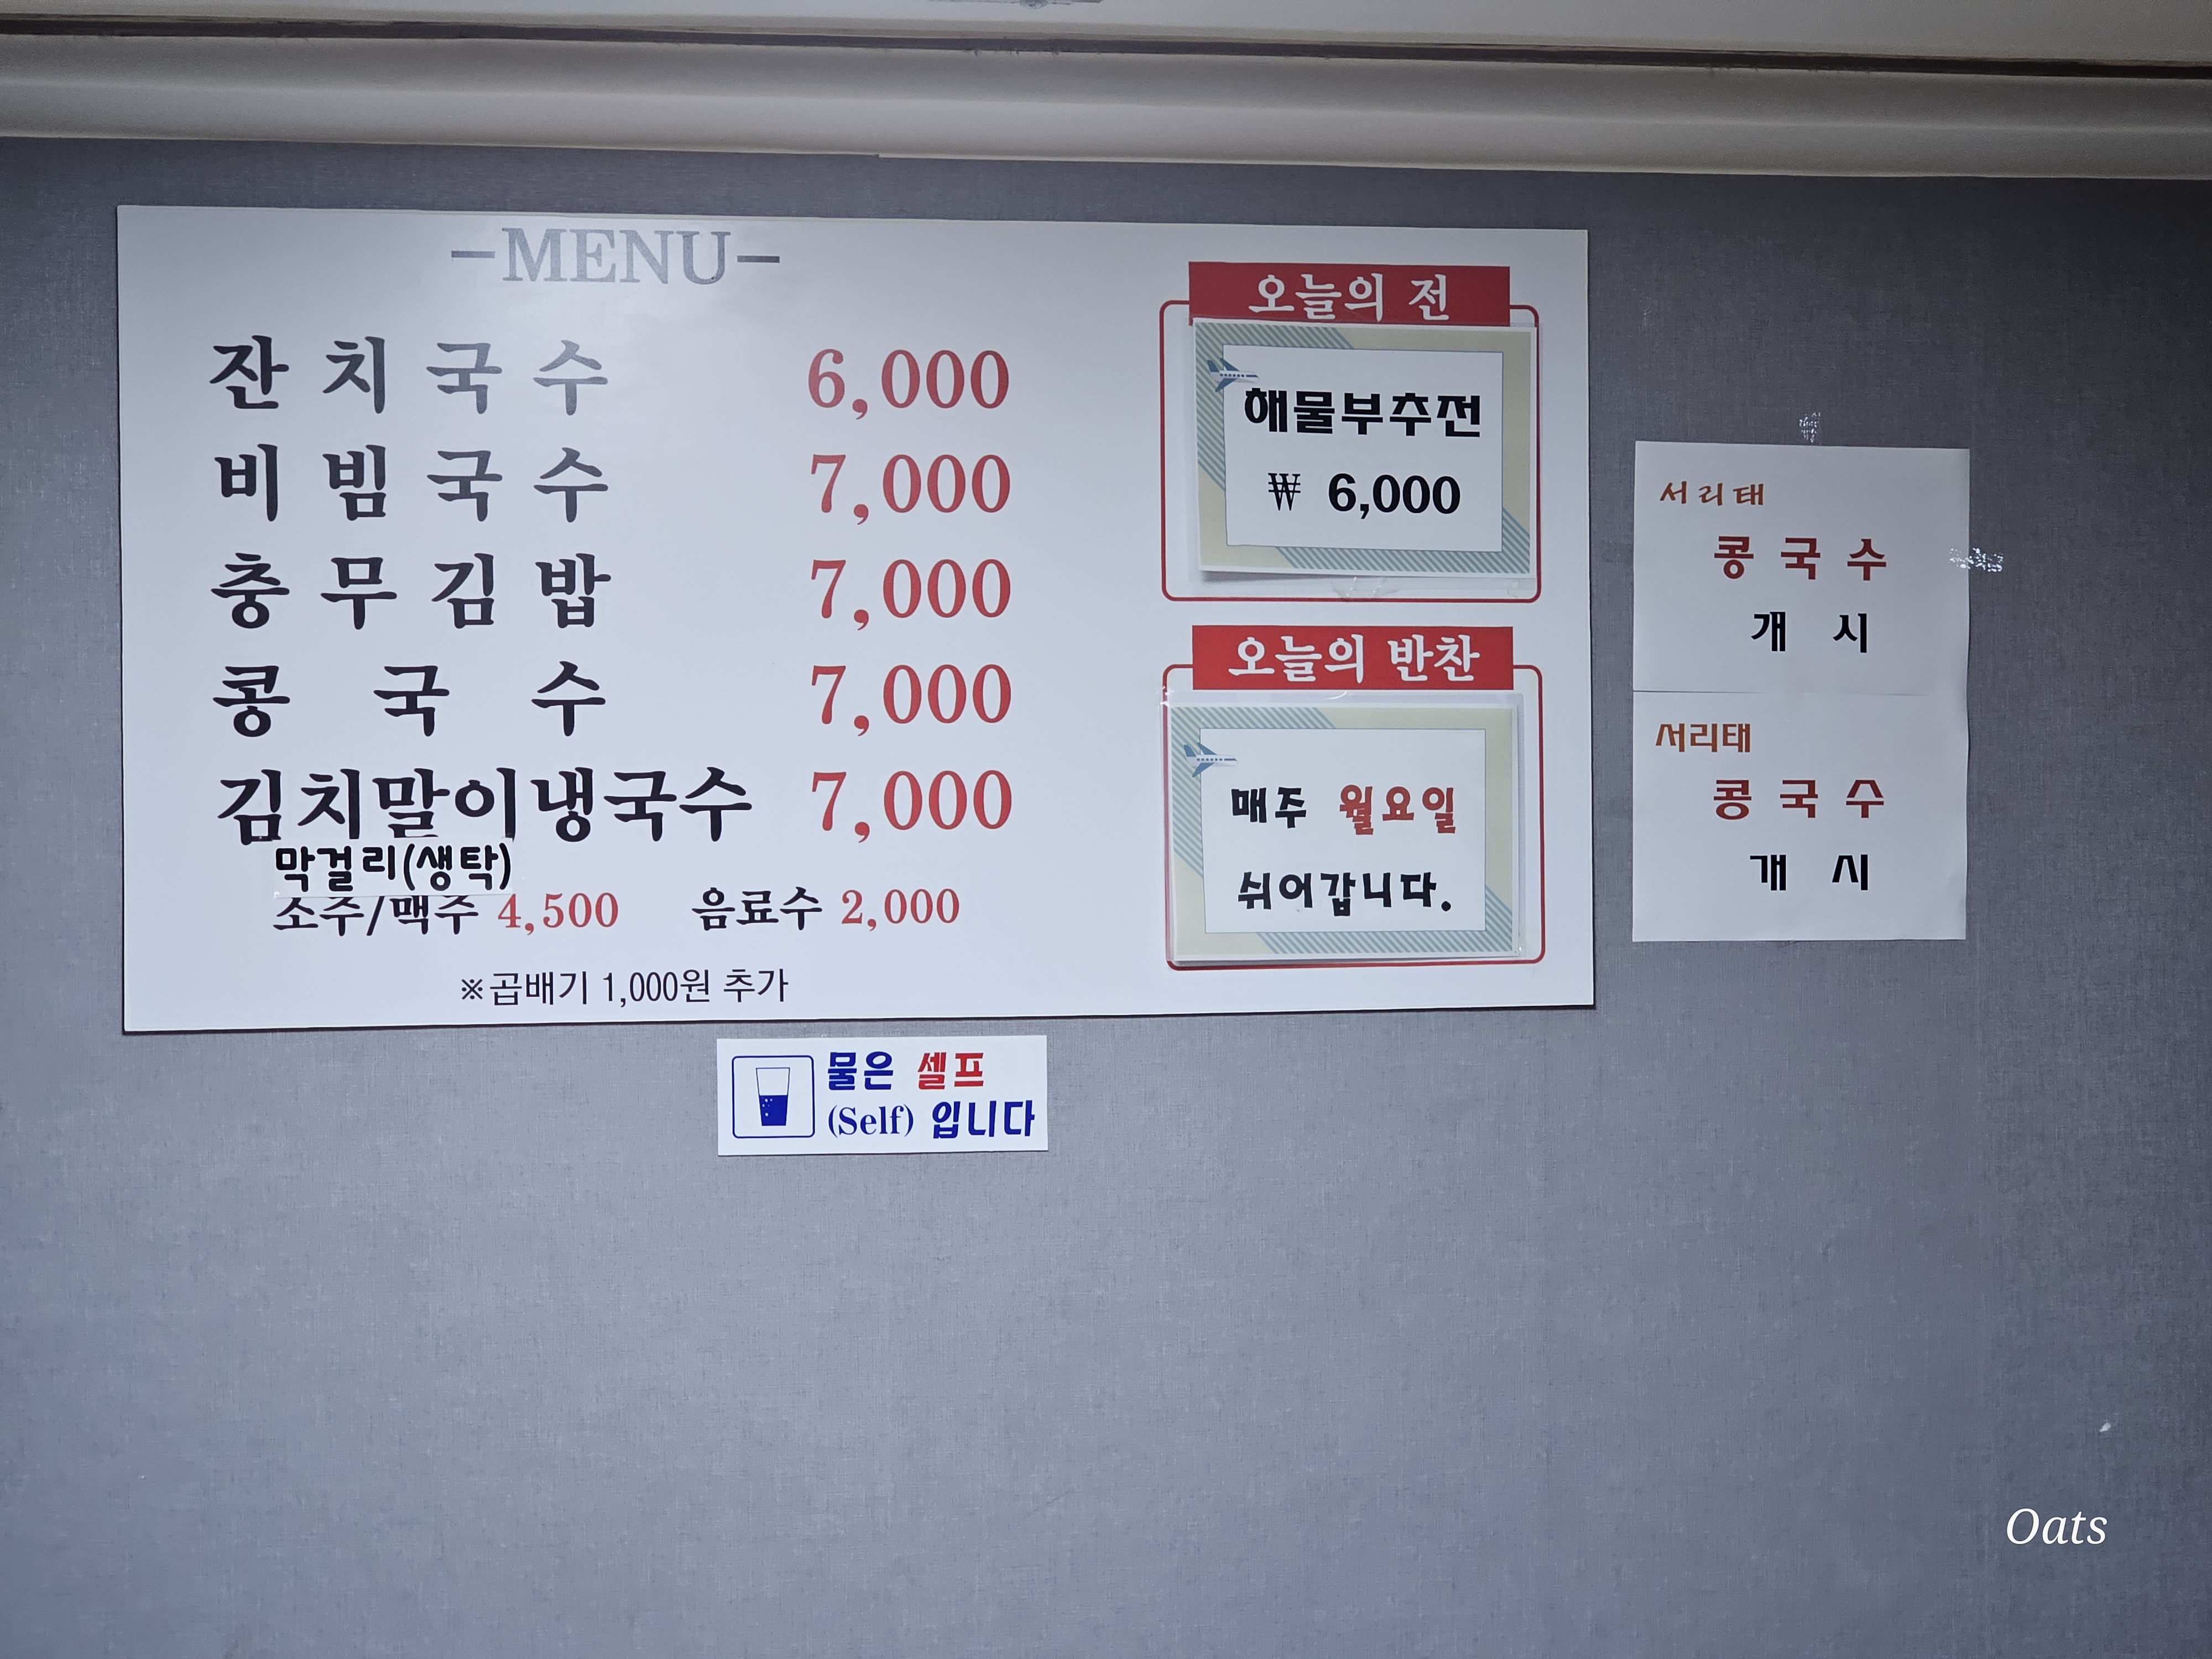 -MENU-
잔치국수 6,000
비빔국수 7,000
충무김밥 7,000
콩국수 7,000
김치말이냉국수 7,000
막걸리(생탁)
소주/맥주 4,500 음료수 2,000
※곱배기 1,000원 추가
오늘의 전
해물부추전
₩ 6,000
오늘의 반찬
매주 월요일
쉬어갑니다.
서리태
콩국수
개시
서리태
콩국수
개시
물은 셀프
(Self) 입니다
Oats